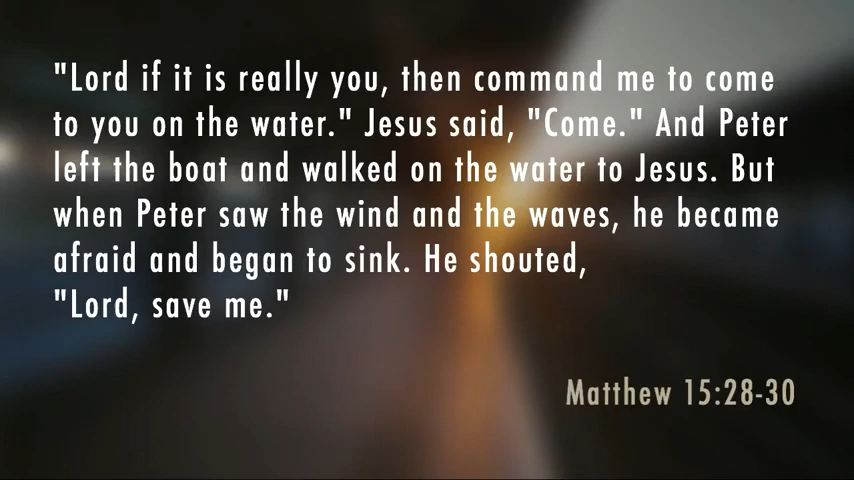 "Lord if it is really you, then command me to come
to you on the water." Jesus said, "Come." And Peter
left the boat and walked on the water to Jesus. But
when Peter saw the wind and the waves, he became
afraid and began to sink. He shouted,
"Lord, save me."
Matthew 15:28-30